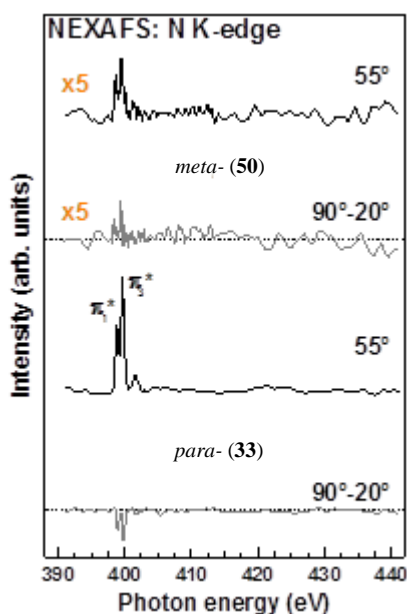 NEXAFS: N K-edge
x5
55°
meta- (50)
x5
90°-20°
π₁*
π₃*
55°
para- (33)
90°-20°
390 400 410 420 430 440
Photon energy (eV)
Intensity (arb. units)